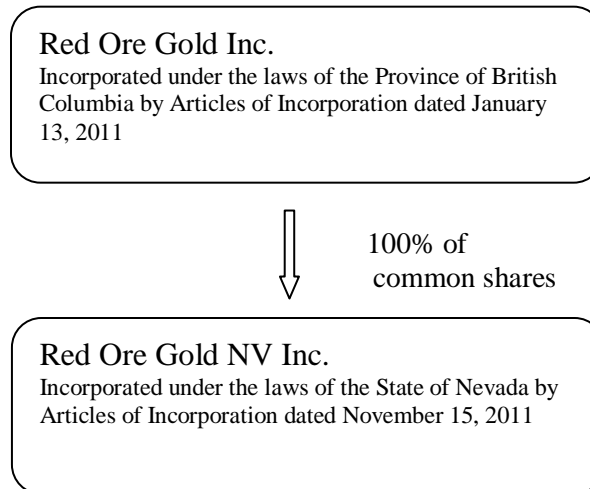 Red Ore Gold Inc.
Incorporated under the laws of the Province of British
Columbia by Articles of Incorporation dated January
13, 2011
100% of
common shares
Red Ore Gold NV Inc.
Incorporated under the laws of the State of Nevada by
Articles of Incorporation dated November 15, 2011